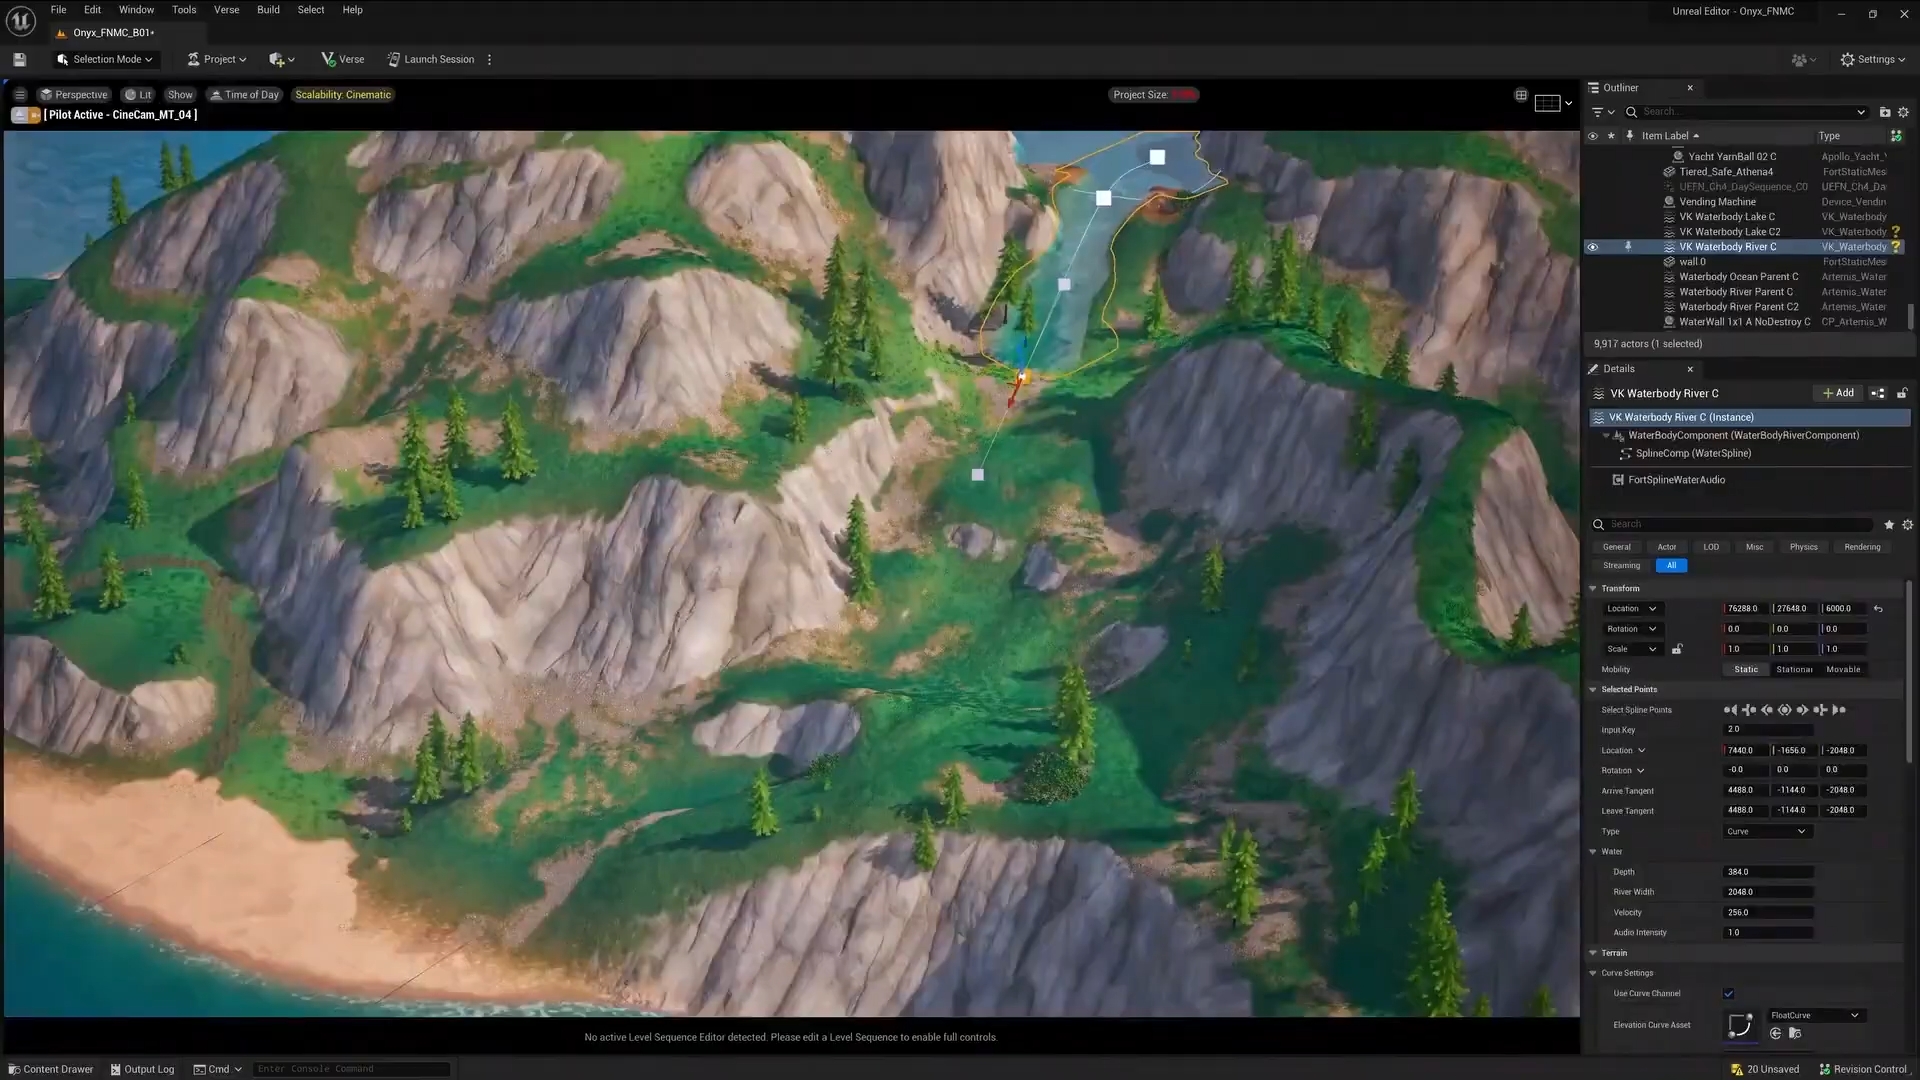 File Edit Window Tools Verse Build Select Help
Unreal Editor - Onyx_FNMC
Onyx_FNMC_B01*
Selection Mode Project Verse Launch Session Settings
Perspective Lit Show Time of Day Scalability: Cinematic Project Size:
[ Pilot Active - CineCam_MT_04 ]
Outliner
Search...
Item Label Type
Yacht YarnBall 02 C Apollo_Yacht_
Tiered_Safe_Athena4 FortStaticMes
UEFN_Ch4_DaySequence_C0 UEFN_Ch4_Da
Vending Machine Device_Vendin
VK Waterbody Lake C VK_Waterbody
VK Waterbody Lake C2 VK_Waterbody ?
VK Waterbody River C VK_Waterbody ?
wall 0 FortStaticMes
Waterbody Ocean Parent C Artemis_Water
Waterbody River Parent C Artemis_Water
Waterbody River Parent C2 Artemis_Water
WaterWall 1x1 A NoDestroy C CP_Artemis_W
9,917 actors (1 selected)
Details
VK Waterbody River C + Add
VK Waterbody River C (Instance)
WaterBodyComponent (WaterBodyRiverComponent)
SplineComp (WaterSpline)
FortSplineWaterAudio
Search
General Actor LOD Misc Physics Rendering
Streaming All
Transform
Location 76288.0 27648.0 6000.0
Rotation 0.0 0.0 0.0
Scale 1.0 1.0 1.0
Mobility Static Stationar Movable
Selected Points
Select Spline Points
Input Key 2.0
Location 7440.0 -1656.0 -2048.0
Rotation -0.0 0.0 0.0
Arrive Tangent 4488.0 -1144.0 -2048.0
Leave Tangent 4488.0 -1144.0 -2048.0
Type Curve
Water
Depth 384.0
River Width 2048.0
Velocity 256.0
Audio Intensity 1.0
Terrain
Curve Settings
Use Curve Channel
Elevation Curve Asset FloatCurve
No active Level Sequence Editor detected. Please edit a Level Sequence to enable full controls.
Content Drawer Output Log Cmd Enter Console Command 20 Unsaved Revision Control